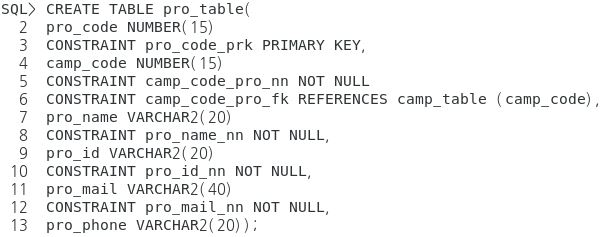 SQL> CREATE TABLE pro_table(
2 pro_code NUMBER(15)
3 CONSTRAINT pro_code_prk PRIMARY KEY,
4 camp_code NUMBER(15)
5 CONSTRAINT camp_code_pro_nn NOT NULL
6 CONSTRAINT camp_code_pro_fk REFERENCES camp_table (camp_code),
7 pro_name VARCHAR2(20)
8 CONSTRAINT pro_name_nn NOT NULL,
9 pro_id VARCHAR2(20)
10 CONSTRAINT pro_id_nn NOT NULL,
11 pro_mail VARCHAR2(40)
12 CONSTRAINT pro_mail_nn NOT NULL,
13 pro_phone VARCHAR2(20));